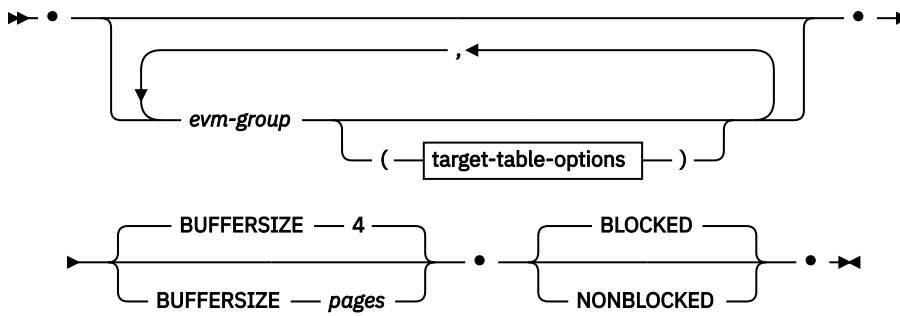 ,
evm-group
( target-table-options )
BUFFERSIZE 4 BLOCKED
BUFFERSIZE pages NONBLOCKED